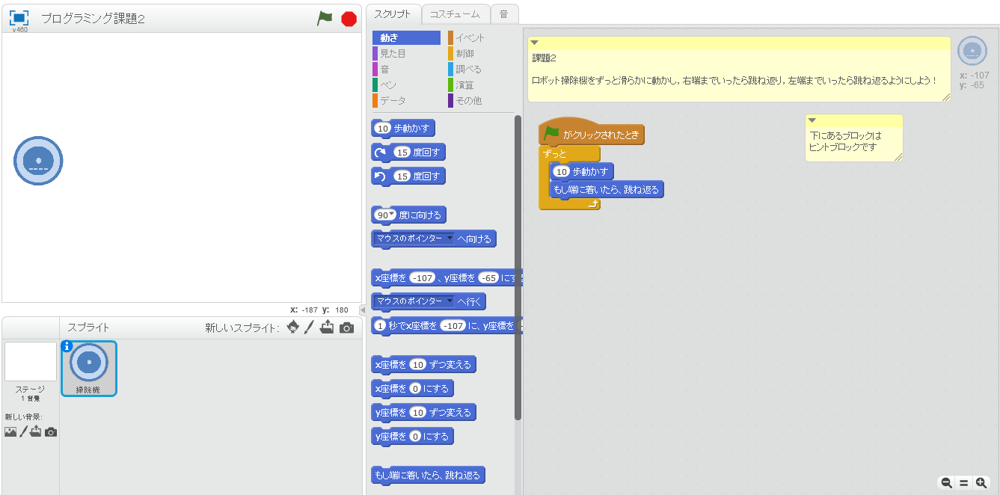 プログラミング課題2
v460
x: -187 y: 180
スプライト
新しいスプライト:
ステージ
1 背景
新しい背景:
掃除機
スクリプト
コスチューム
音
動き
イベント
見た目
制御
音
調べる
ペン
演算
データ
その他
10 歩動かす
15 度回す
15 度回す
90 度に向ける
マウスのポインター へ向ける
x座標を -107 、y座標を -65 にする
マウスのポインター へ行く
1 秒でx座標を -107 に、y座標を
x座標を 10 ずつ変える
x座標を 0 にする
y座標を 10 ずつ変える
y座標を 0 にする
もし端に着いたら、跳ね返る
課題2
ロボット掃除機をずっと滑らかに動かし，右端までいったら跳ね返り，左端までいったら跳ね返るようにしよう！
x: -107
y: -65
がクリックされたとき
ずっと
10 歩動かす
もし端に着いたら、跳ね返る
下にあるブロックは
ヒントブロックです